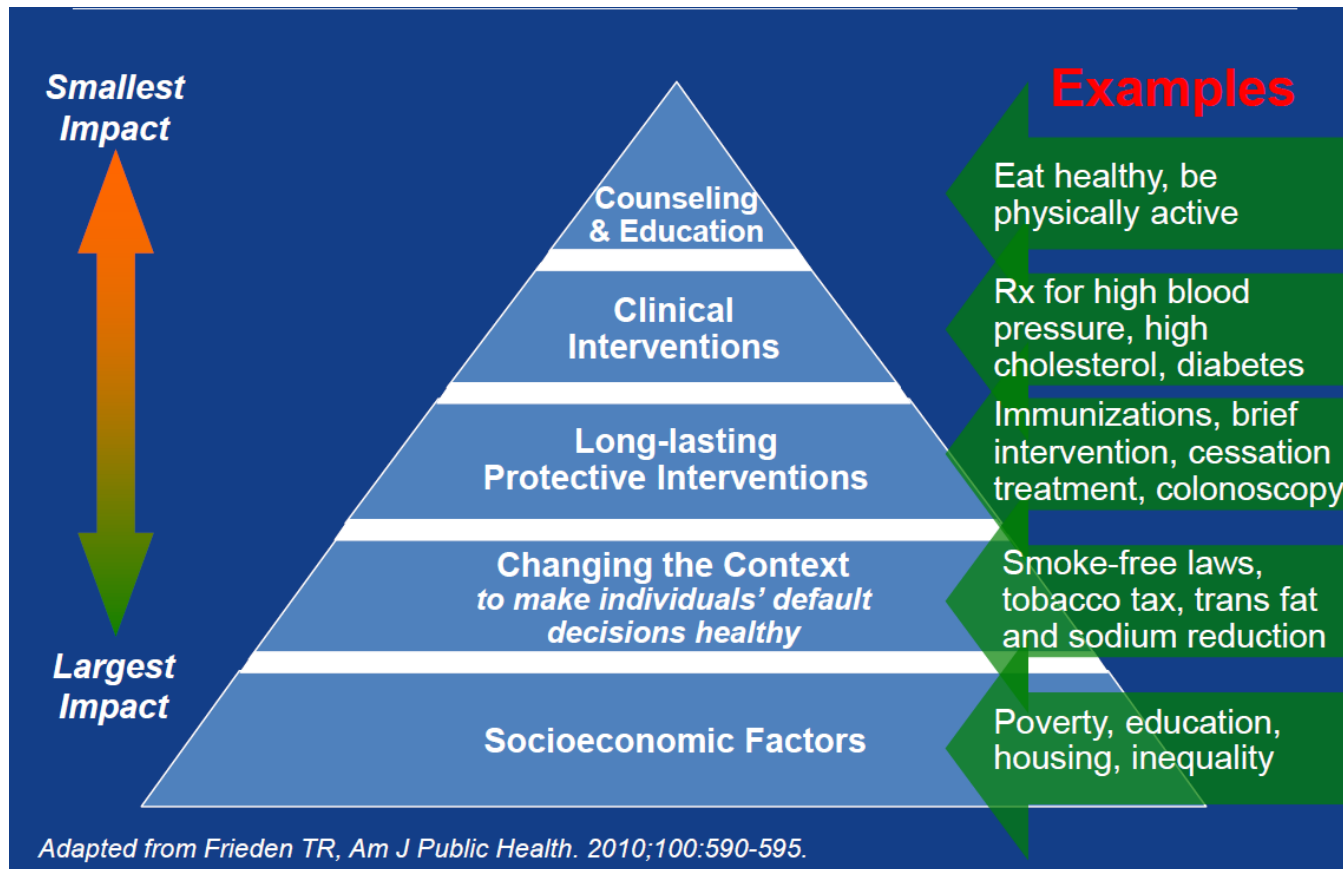 Smallest
Impact
Examples
Counseling
& Education
Eat healthy, be
physically active
Clinical
Interventions
Rx for high blood
pressure, high
cholesterol, diabetes
Long-lasting
Protective Interventions
Immunizations, brief
intervention, cessation
treatment, colonoscopy
Changing the Context
to make individuals’ default
decisions healthy
Smoke-free laws,
tobacco tax, trans fat
and sodium reduction
Largest
Impact
Socioeconomic Factors
Poverty, education,
housing, inequality
Adapted from Frieden TR, Am J Public Health. 2010;100:590-595.